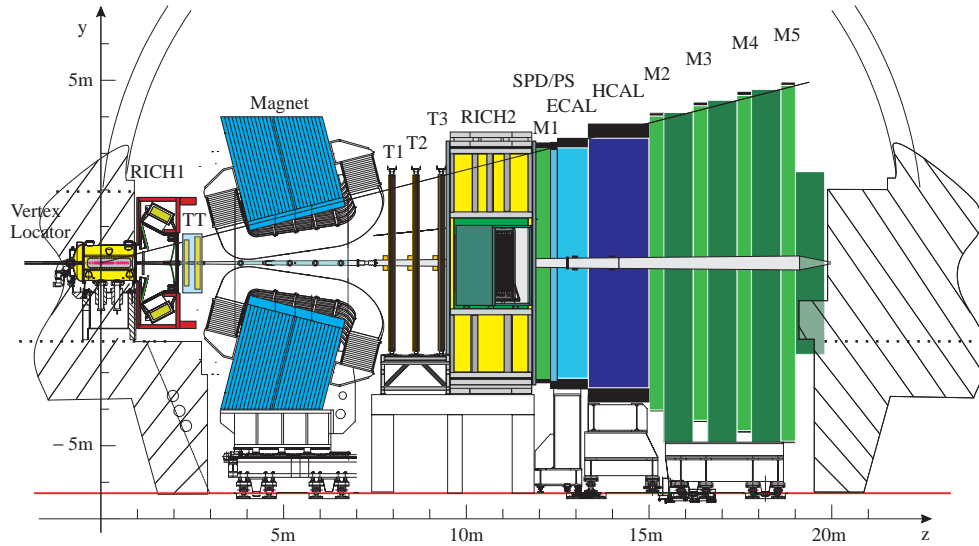 y
5m
Magnet
T1
T2
T3
RICH2
M1
SPD/PS
ECAL
HCAL
M2
M3
M4
M5
RICH1
TT
Vertex
Locator
− 5m
5m
10m
15m
20m
z